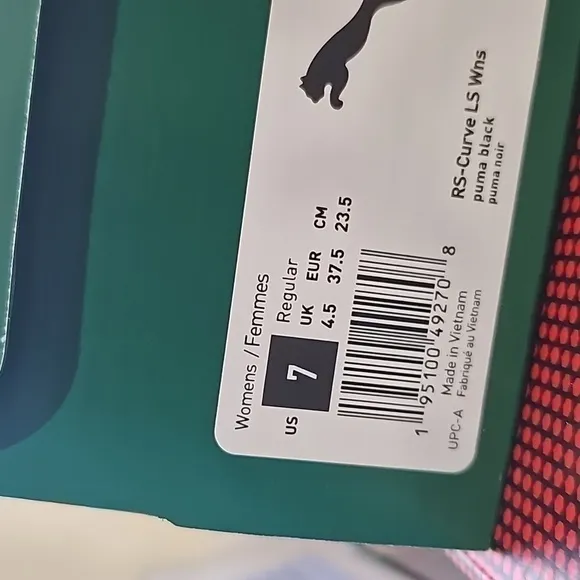 Womens / Femmes
Regular
US 7
UK EUR CM
4.5 37.5 23.5
1 95100 49270 8
UPC-A
Made in Vietnam
Fabriqué au Vietnam
RS-Curve LS Wns
puma black
puma noir